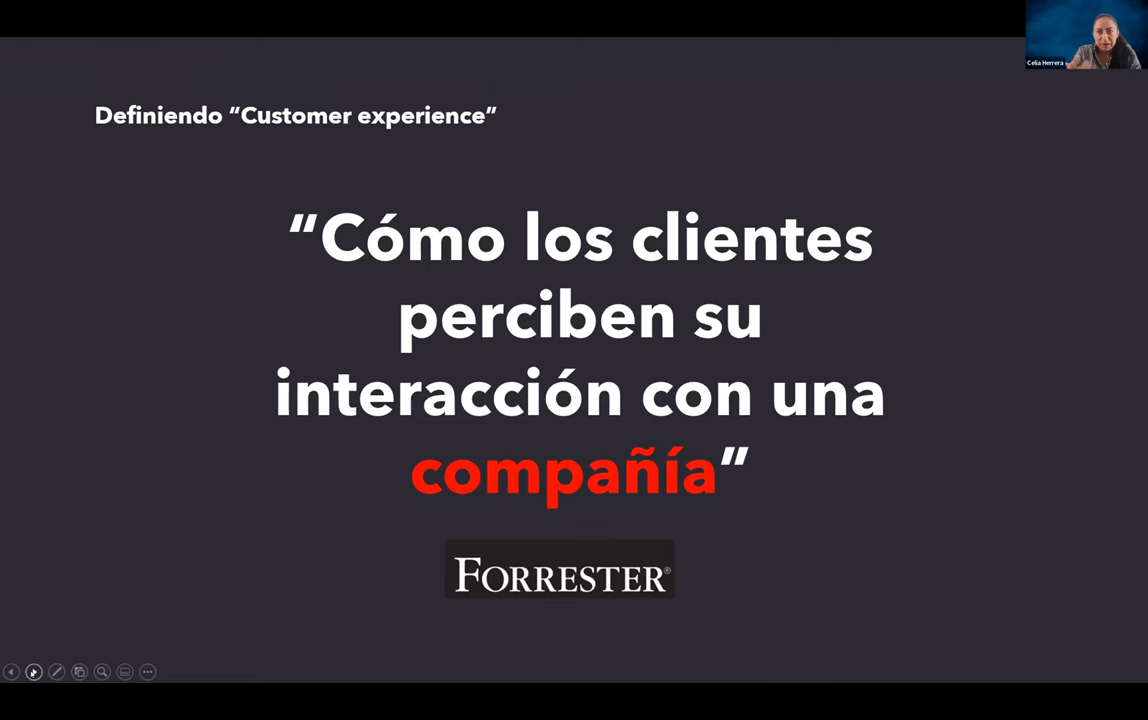 Celia Herrera
Definiendo “Customer experience”
“Cómo los clientes
perciben su
interacción con una
compañía”
FORRESTER®